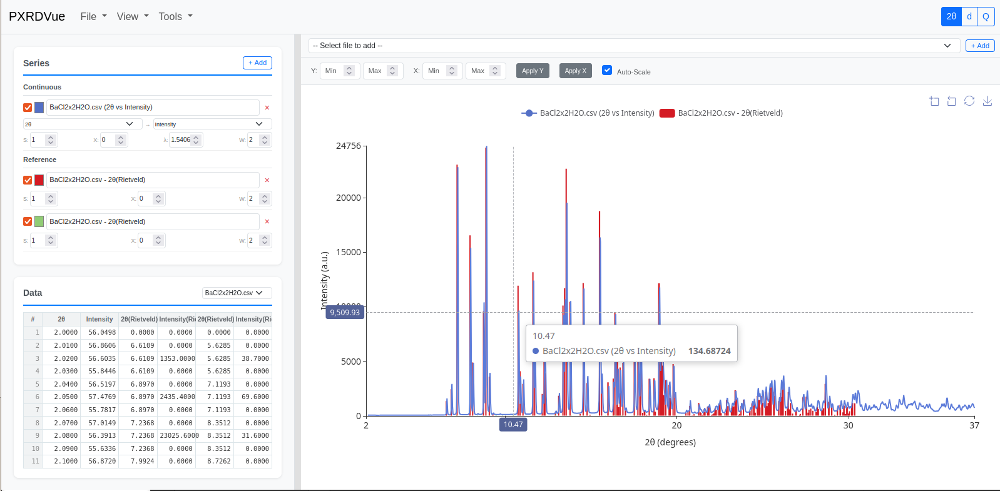 PXRDVue File View Tools 2θ d Q
-- Select file to add -- + Add
Y: Min Max X: Min Max Apply Y Apply X Auto-Scale
Series + Add
Continuous
BaCl2x2H2O.csv (2θ vs Intensity) ×
2θ → Intensity
S: 1 X: 0 λ: 1.5406 W: 2
Reference
BaCl2x2H2O.csv - 2θ(Rietveld) ×
S: 1 X: 0 W: 2
BaCl2x2H2O.csv - 2θ(Rietveld) ×
S: 1 X: 0 W: 2
Data BaCl2x2H2O.csv
# 2θ Intensity 2θ(Rietveld) Intensity(Ri 2θ(Rietveld) Intensity(Ri
1 2.0000 56.0498 0.0000 0.0000 0.0000 0.0000
2 2.0100 56.8606 6.6109 0.0000 5.6285 0.0000
3 2.0200 56.6035 6.6109 1353.0000 5.6285 38.7000
4 2.0300 55.8446 6.6109 0.0000 5.6285 0.0000
5 2.0400 56.5197 6.8970 0.0000 7.1193 0.0000
6 2.0500 57.4769 6.8970 2435.4000 7.1193 69.6000
7 2.0600 55.7817 6.8970 0.0000 7.1193 0.0000
8 2.0700 57.0149 7.2368 0.0000 8.3512 0.0000
9 2.0800 56.3913 7.2368 23025.6000 8.3512 31.6000
10 2.0900 55.6336 7.2368 0.0000 8.3512 0.0000
11 2.1000 56.8720 7.9924 0.0000 8.7262 0.0000
BaCl2x2H2O.csv (2θ vs Intensity) BaCl2x2H2O.csv - 2θ(Rietveld)
Intensity (a.u.)
24756
20000
15000
10000
9,509.93
5000
0
10.47
BaCl2x2H2O.csv (2θ vs Intensity) 134.68724
2 10.47 20 30 37
2θ (degrees)